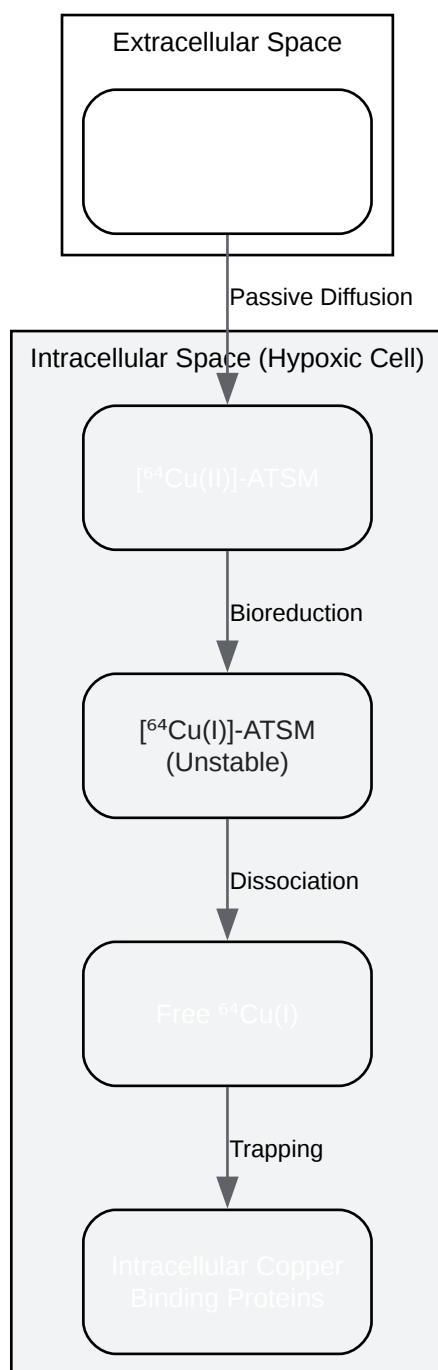 Extracellular Space
Passive Diffusion
Intracellular Space (Hypoxic Cell)
[⁶⁴Cu(II)]-ATSM
Bioreduction
[⁶⁴Cu(I)]-ATSM
(Unstable)
Dissociation
Free ⁶⁴Cu(I)
Trapping
Intracellular Copper
Binding Proteins